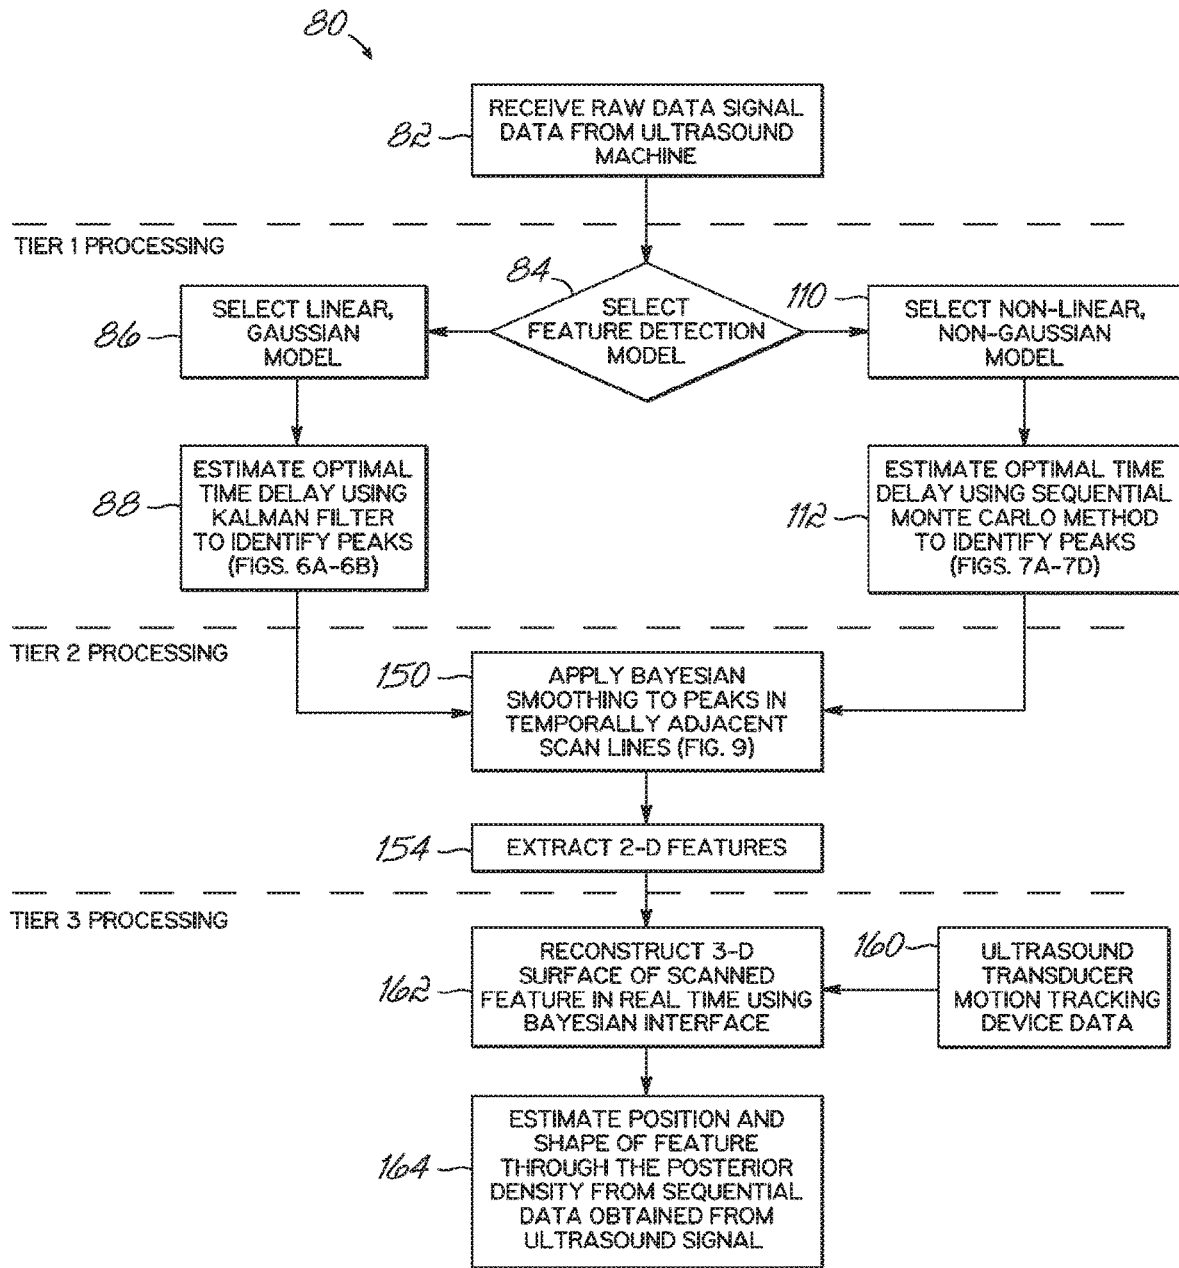 80
RECEIVE RAW DATA SIGNAL
DATA FROM ULTRASOUND
MACHINE
82
TIER 1 PROCESSING
84
SELECT
FEATURE DETECTION
MODEL
86
SELECT LINEAR,
GAUSSIAN
MODEL
110
SELECT NON-LINEAR,
NON-GAUSSIAN
MODEL
88
ESTIMATE OPTIMAL
TIME DELAY USING
KALMAN FILTER
TO IDENTIFY PEAKS
(FIGS. 6A-6B)
112
ESTIMATE OPTIMAL TIME
DELAY USING SEQUENTIAL
MONTE CARLO METHOD
TO IDENTIFY PEAKS
(FIGS. 7A-7D)
TIER 2 PROCESSING
150
APPLY BAYESIAN
SMOOTHING TO PEAKS IN
TEMPORALLY ADJACENT
SCAN LINES (FIG. 9)
154
EXTRACT 2-D FEATURES
TIER 3 PROCESSING
162
RECONSTRUCT 3-D
SURFACE OF SCANNED
FEATURE IN REAL TIME USING
BAYESIAN INTERFACE
160
ULTRASOUND
TRANSDUCER
MOTION TRACKING
DEVICE DATA
164
ESTIMATE POSITION AND
SHAPE OF FEATURE
THROUGH THE POSTERIOR
DENSITY FROM SEQUENTIAL
DATA OBTAINED FROM
ULTRASOUND SIGNAL